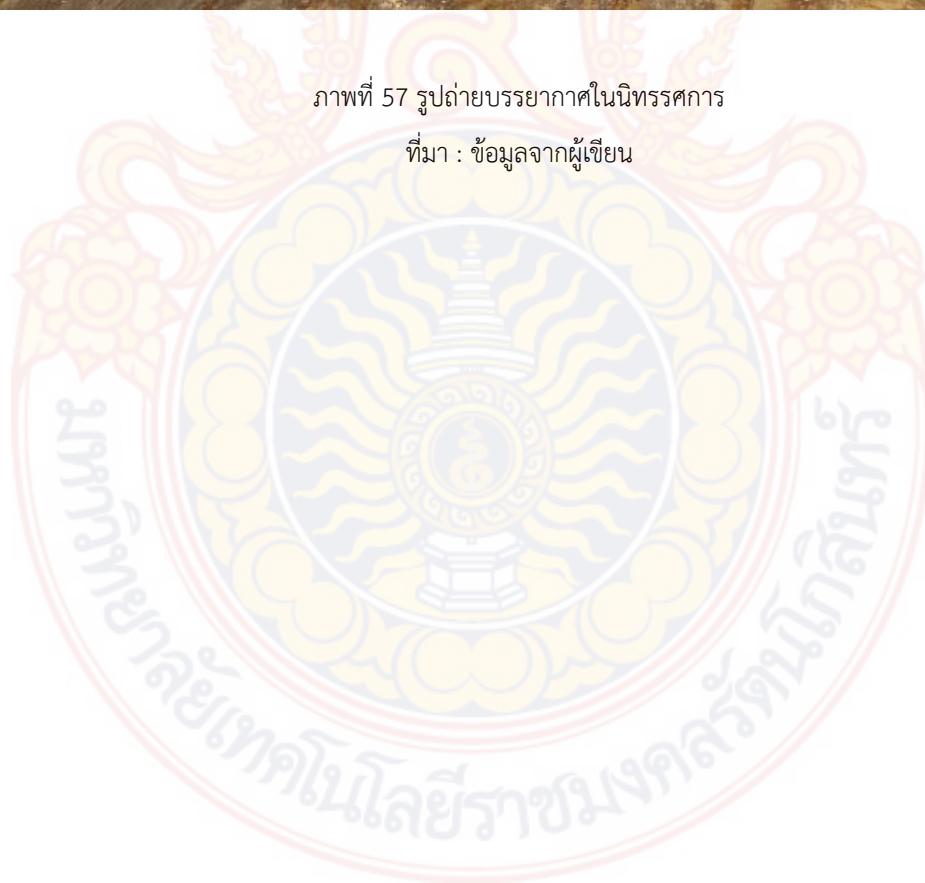 ภาพที่ 57 รูปถ่ายบรรยากาศในนิทรรศการ
ที่มา : ข้อมูลจากผู้เขียน
มหาวิทยาลัยเทคโนโลยีราชมงคลรัตนโกสินทร์